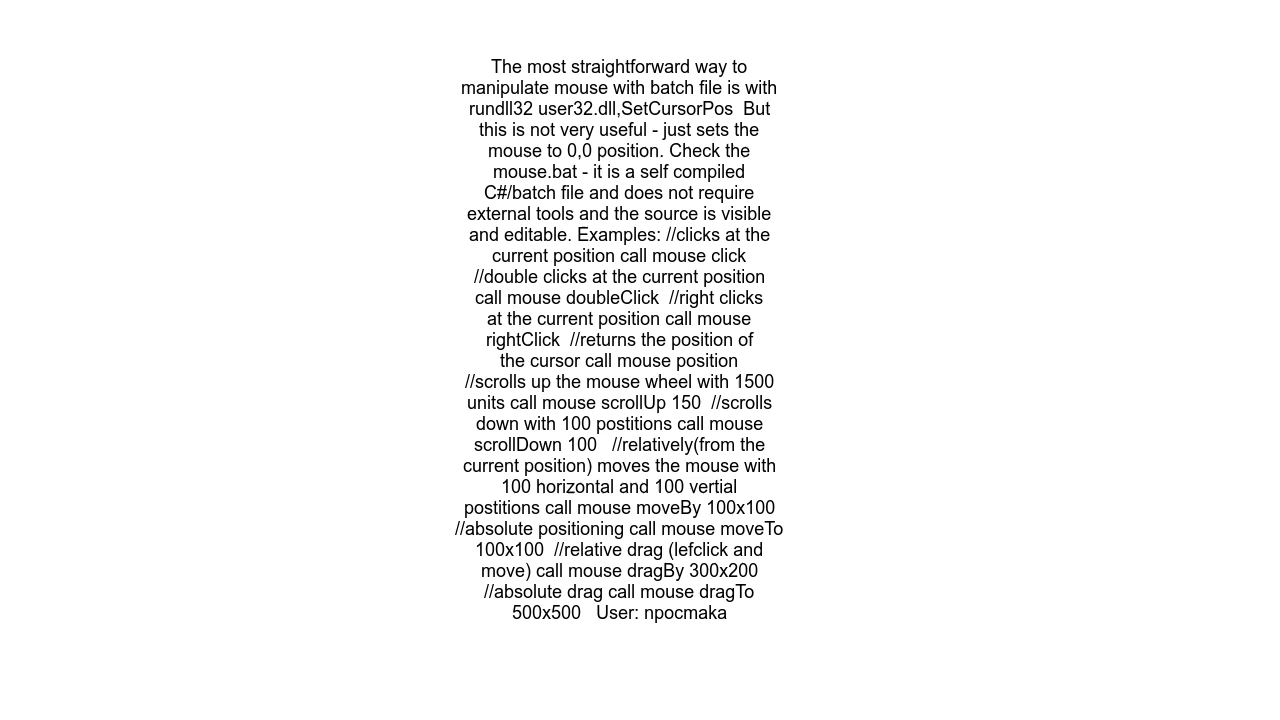 The most straightforward way to
manipulate mouse with batch file is with
rundll32 user32.dll,SetCursorPos  But
this is not very useful - just sets the
mouse to 0,0 position. Check the
mouse.bat - it is a self compiled
C#/batch file and does not require
external tools and the source is visible
and editable. Examples: //clicks at the
current position call mouse click
//double clicks at the current position
call mouse doubleClick  //right clicks
at the current position call mouse
rightClick  //returns the position of
the cursor call mouse position
//scrolls up the mouse wheel with 1500
units call mouse scrollUp 150  //scrolls
down with 100 postitions call mouse
scrollDown 100   //relatively(from the
current position) moves the mouse with
100 horizontal and 100 vertial
postitions call mouse moveBy 100x100
//absolute positioning call mouse moveTo
100x100  //relative drag (lefclick and
move) call mouse dragBy 300x200
//absolute drag call mouse dragTo
500x500   User: npocmaka